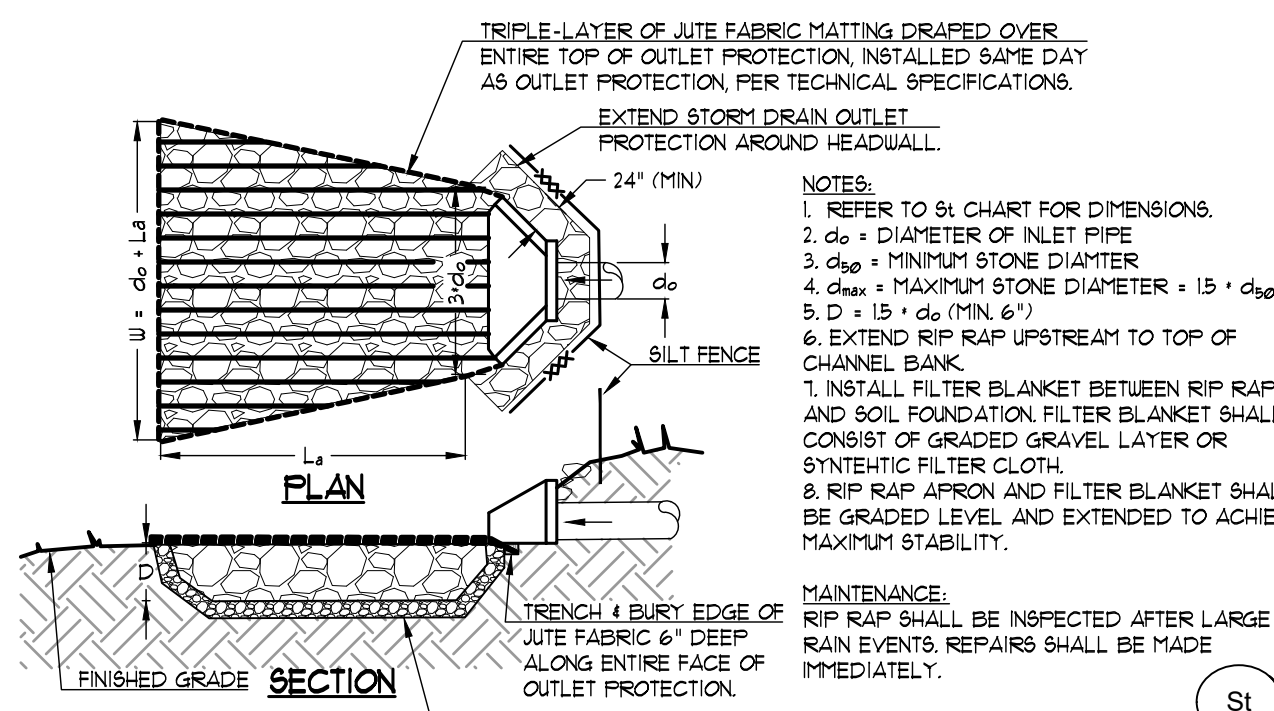 TRIPLE-LAYER OF JUTE FABRIC MATTING DRAPED OVER
ENTIRE TOP OF OUTLET PROTECTION, INSTALLED SAME DAY
AS OUTLET PROTECTION, PER TECHNICAL SPECIFICATIONS.
EXTEND STORM DRAIN OUTLET
PROTECTION AROUND HEADWALL.
24" (MIN)
W = do + La
3*do
do
SILT FENCE
La
PLAN
D
TRENCH & BURY EDGE OF
JUTE FABRIC 6" DEEP
ALONG ENTIRE FACE OF
OUTLET PROTECTION.
FINISHED GRADE
SECTION
NOTES:
1. REFER TO St CHART FOR DIMENSIONS.
2. do = DIAMETER OF INLET PIPE
3. d50 = MINIMUM STONE DIAMTER
4. dmax = MAXIMUM STONE DIAMETER = 1.5 * d50
5. D = 1.5 * do (MIN. 6")
6. EXTEND RIP RAP UPSTREAM TO TOP OF
CHANNEL BANK.
7. INSTALL FILTER BLANKET BETWEEN RIP RAP
AND SOIL FOUNDATION. FILTER BLANKET SHALL
CONSIST OF GRADED GRAVEL LAYER OR
SYNTEHTIC FILTER CLOTH.
8. RIP RAP APRON AND FILTER BLANKET SHAL
BE GRADED LEVEL AND EXTENDED TO ACHIE
MAXIMUM STABILITY.
MAINTENANCE:
RIP RAP SHALL BE INSPECTED AFTER LARGE
RAIN EVENTS. REPAIRS SHALL BE MADE
IMMEDIATELY.
St